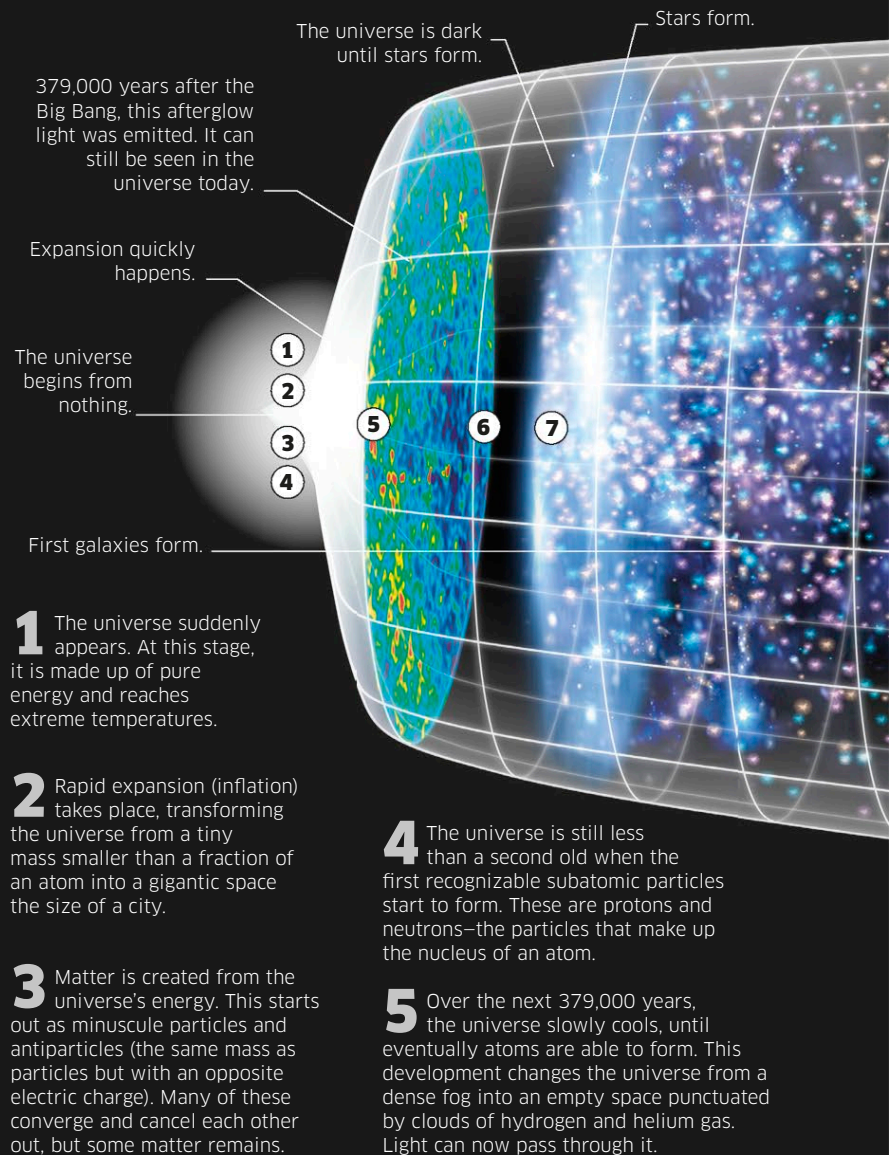 The universe is dark
until stars form.
Stars form.
379,000 years after the
Big Bang, this afterglow
light was emitted. It can
still be seen in the
universe today.
Expansion quickly
happens.
The universe
begins from
nothing.
1
2
3
4
5
6
7
First galaxies form.
1 The universe suddenly
appears. At this stage,
it is made up of pure
energy and reaches
extreme temperatures.
2 Rapid expansion (inflation)
takes place, transforming
the universe from a tiny
mass smaller than a fraction of
an atom into a gigantic space
the size of a city.
3 Matter is created from the
universe's energy. This starts
out as minuscule particles and
antiparticles (the same mass as
particles but with an opposite
electric charge). Many of these
converge and cancel each other
out, but some matter remains.
4 The universe is still less
than a second old when the
first recognizable subatomic particles
start to form. These are protons and
neutrons—the particles that make up
the nucleus of an atom.
5 Over the next 379,000 years,
the universe slowly cools, until
eventually atoms are able to form. This
development changes the universe from a
dense fog into an empty space punctuated
by clouds of hydrogen and helium gas.
Light can now pass through it.